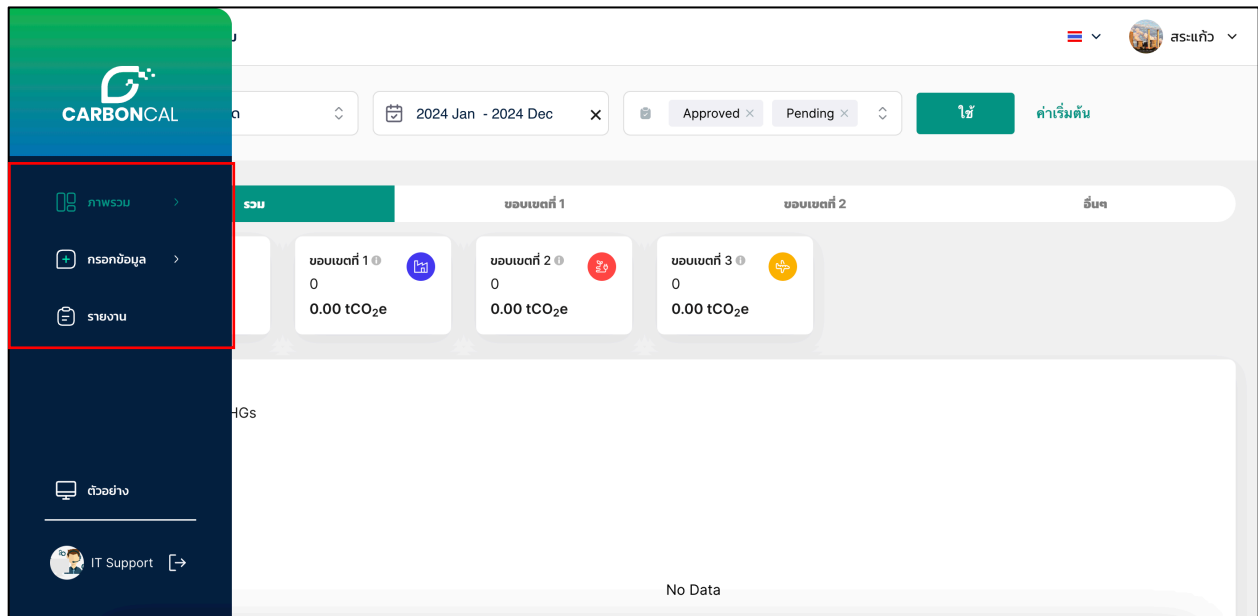 CARBONCAL
ภาพรวม
กรอกข้อมูล
รายงาน
ตัวอย่าง
IT Support
สระแก้ว
2024 Jan - 2024 Dec
Approved
Pending
ใช้
ค่าเริ่มต้น
รวม
ขอบเขตที่ 1
ขอบเขตที่ 2
อื่นๆ
ขอบเขตที่ 1
0
0.00 tCO₂e
ขอบเขตที่ 2
0
0.00 tCO₂e
ขอบเขตที่ 3
0
0.00 tCO₂e
HGs
No Data